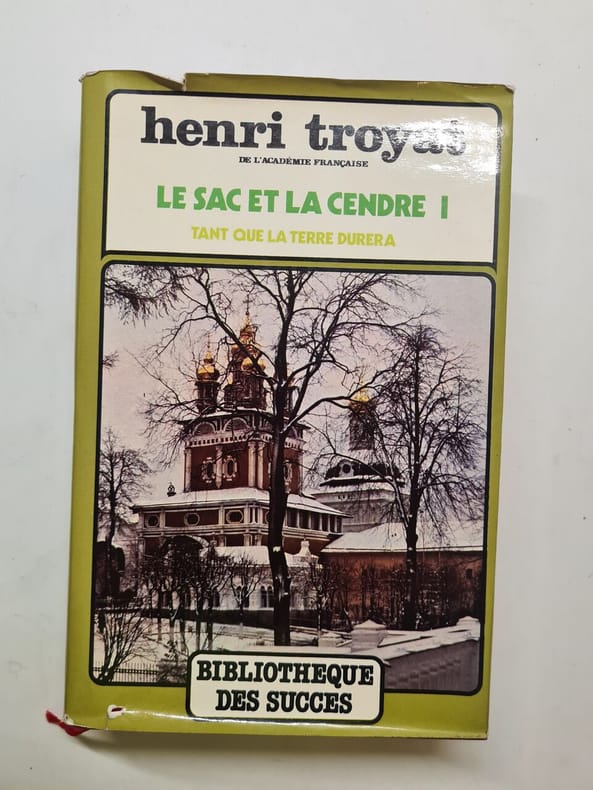 henri troyat
DE L'ACADÉMIE FRANÇAISE
LE SAC ET LA CENDRE I
TANT QUE LA TERRE DURERA
BIBLIOTHEQUE
DES SUCCES